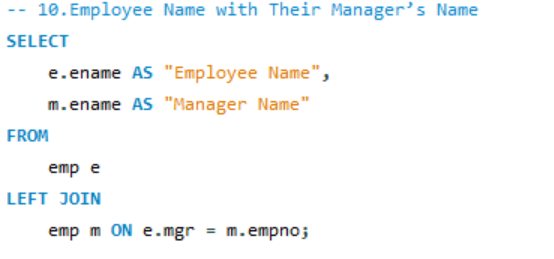 -- 10.Employee Name with Their Manager’s Name
SELECT
    e.ename AS "Employee Name",
    m.ename AS "Manager Name"
FROM
    emp e
LEFT JOIN
    emp m ON e.mgr = m.empno;